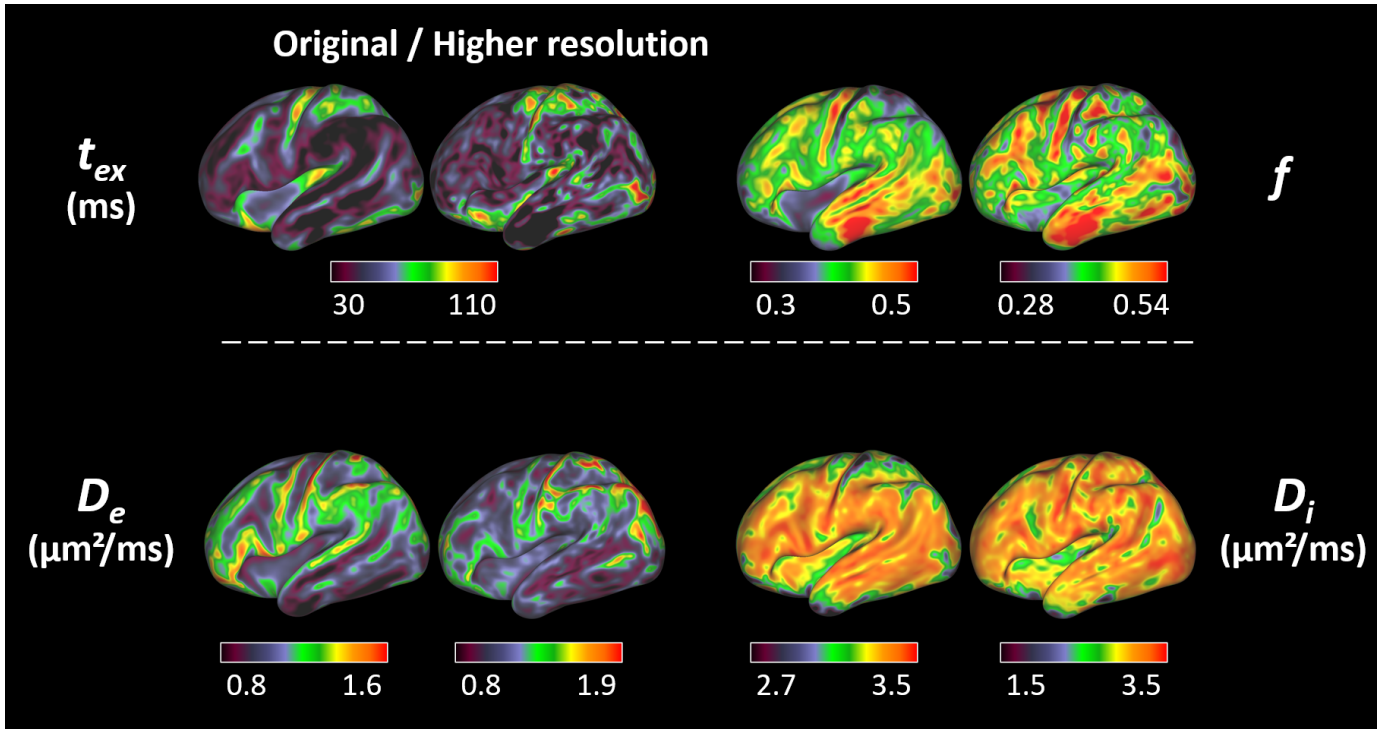 Original / Higher resolution
t_ex
(ms)
f
30 110
0.3 0.5
0.28 0.54
D_e
(µm²/ms)
D_i
(µm²/ms)
0.8 1.6
0.8 1.9
2.7 3.5
1.5 3.5